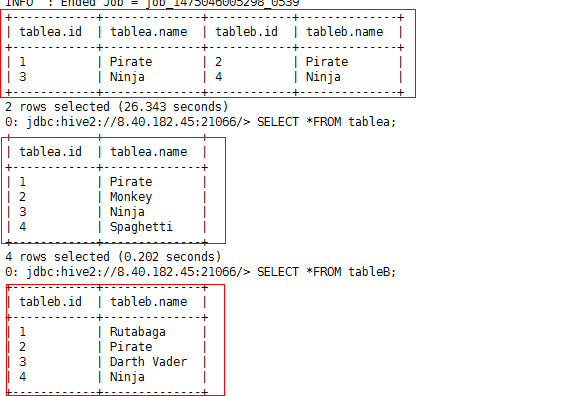 INFO : Ended Job = job_1475046005298_0539
+------------+--------------+------------+--------------+
| tablea.id | tablea.name | tableb.id | tableb.name |
+------------+--------------+------------+--------------+
| 1 | Pirate | 2 | Pirate |
| 3 | Ninja | 4 | Ninja |
+------------+--------------+------------+--------------+
2 rows selected (26.343 seconds)
0: jdbc:hive2://8.40.182.45:21066/> SELECT *FROM tablea;
+------------+--------------+
| tablea.id | tablea.name |
+------------+--------------+
| 1 | Pirate |
| 2 | Monkey |
| 3 | Ninja |
| 4 | Spaghetti |
+------------+--------------+
4 rows selected (0.202 seconds)
0: jdbc:hive2://8.40.182.45:21066/> SELECT *FROM tableB;
+------------+--------------+
| tableb.id | tableb.name |
+------------+--------------+
| 1 | Rutabaga |
| 2 | Pirate |
| 3 | Darth Vader |
| 4 | Ninja |
+------------+--------------+